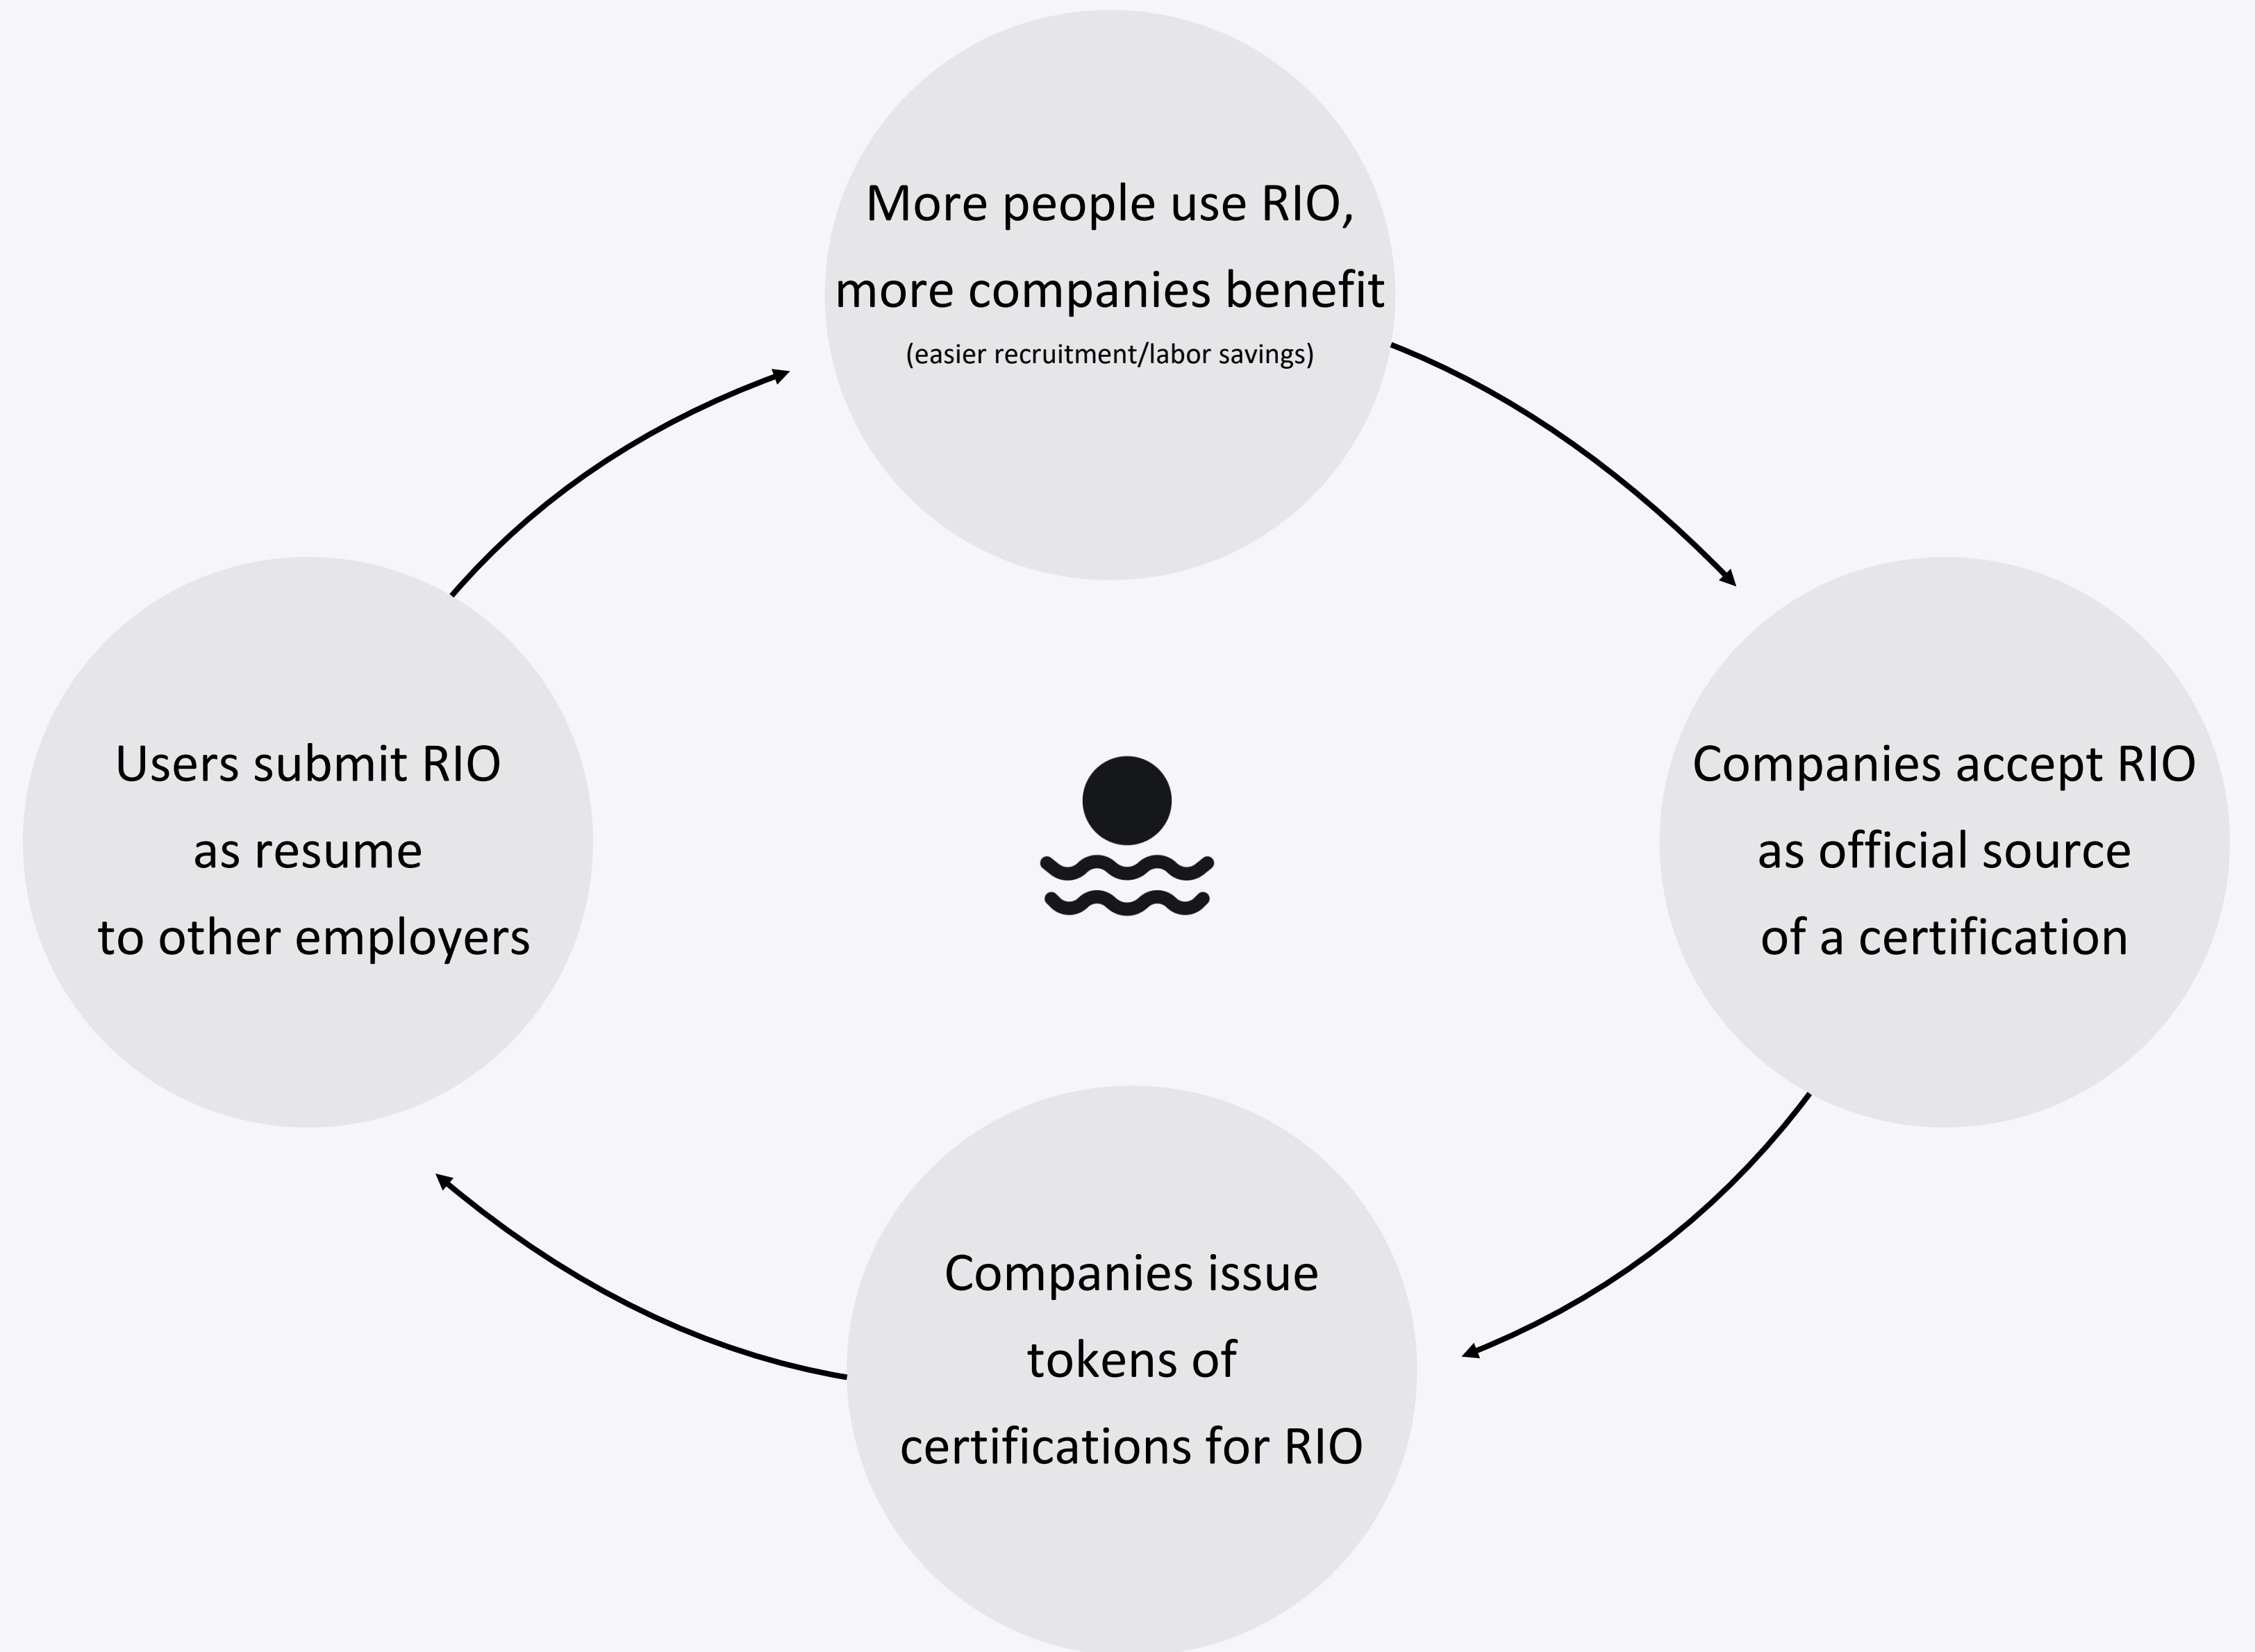 More people use RIO,
more companies benefit
(easier recruitment/labor savings)
Users submit RIO
as resume
to other employers
Companies accept RIO
as official source
of a certification
Companies issue
tokens of
certifications for RIO